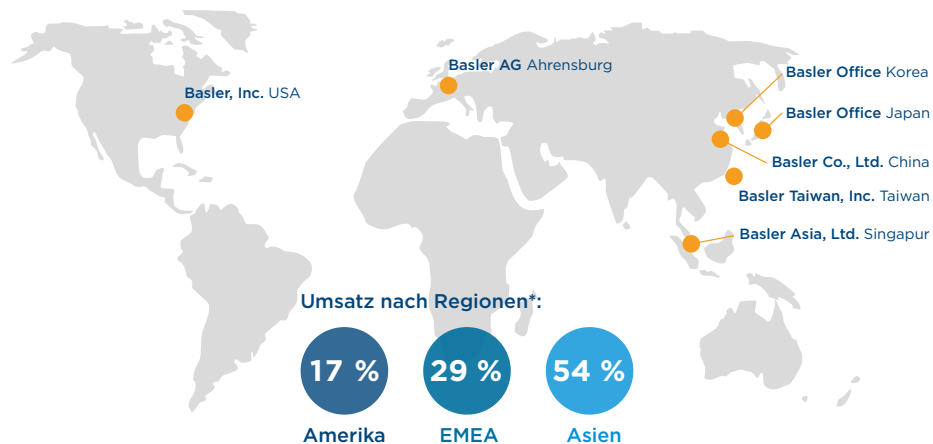 Basler AG Ahrensburg
Basler, Inc. USA
Basler Office Korea
Basler Office Japan
Basler Co., Ltd. China
Basler Taiwan, Inc. Taiwan
Basler Asia, Ltd. Singapur
Umsatz nach Regionen*:
17 % 29 % 54 %
Amerika EMEA Asien